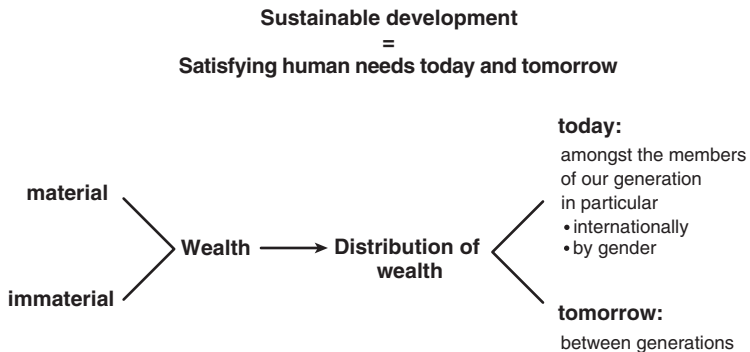 Sustainable development
=
Satisfying human needs today and tomorrow
today:
amongst the members
of our generation
in particular
• internationally
• by gender
material
Wealth
Distribution of
wealth
immaterial
tomorrow:
between generations